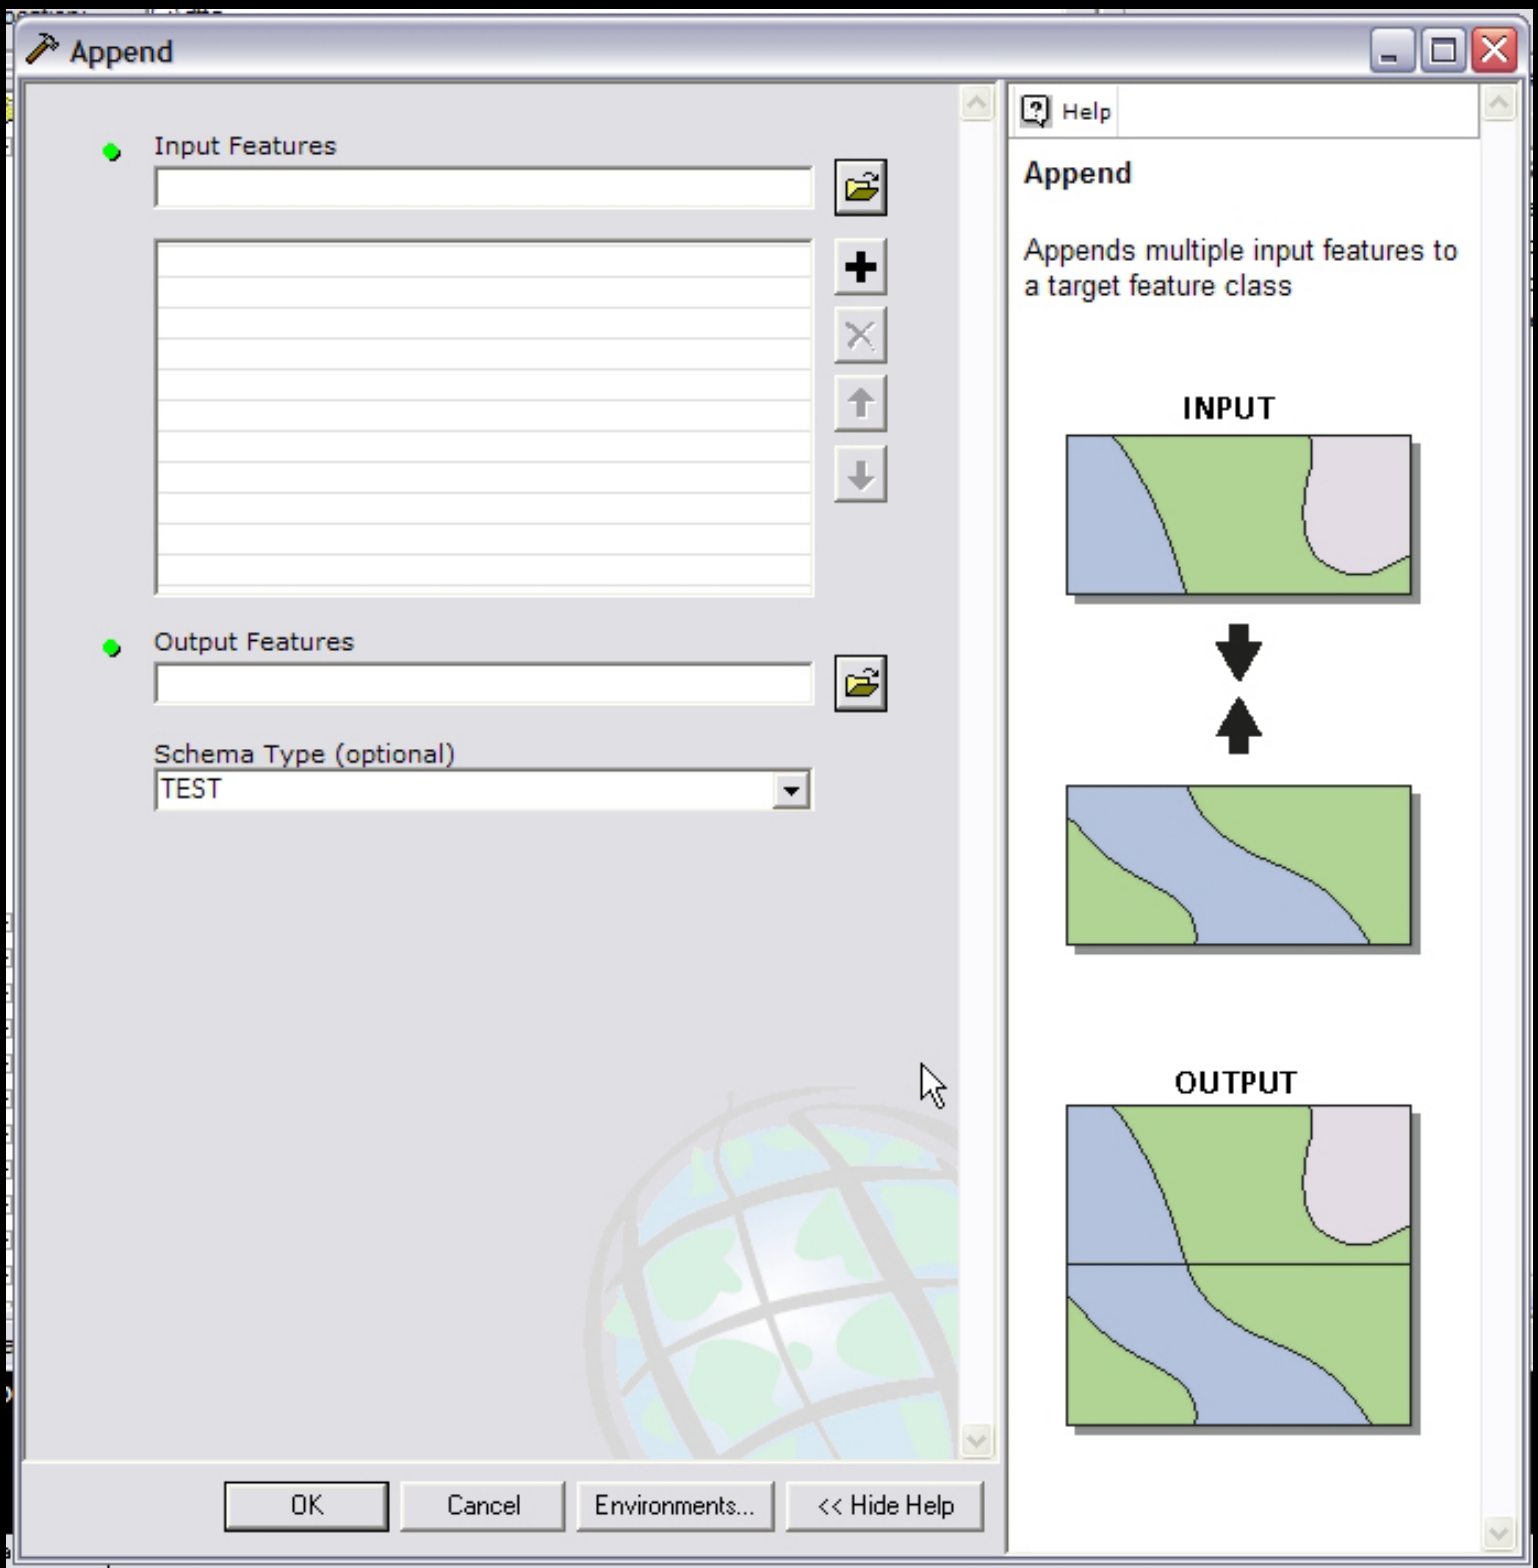 Append
Input Features
Output Features
Schema Type (optional)
TEST
OK
Cancel
Environments...
<< Hide Help
Help
Append
Appends multiple input features to
a target feature class
INPUT
OUTPUT